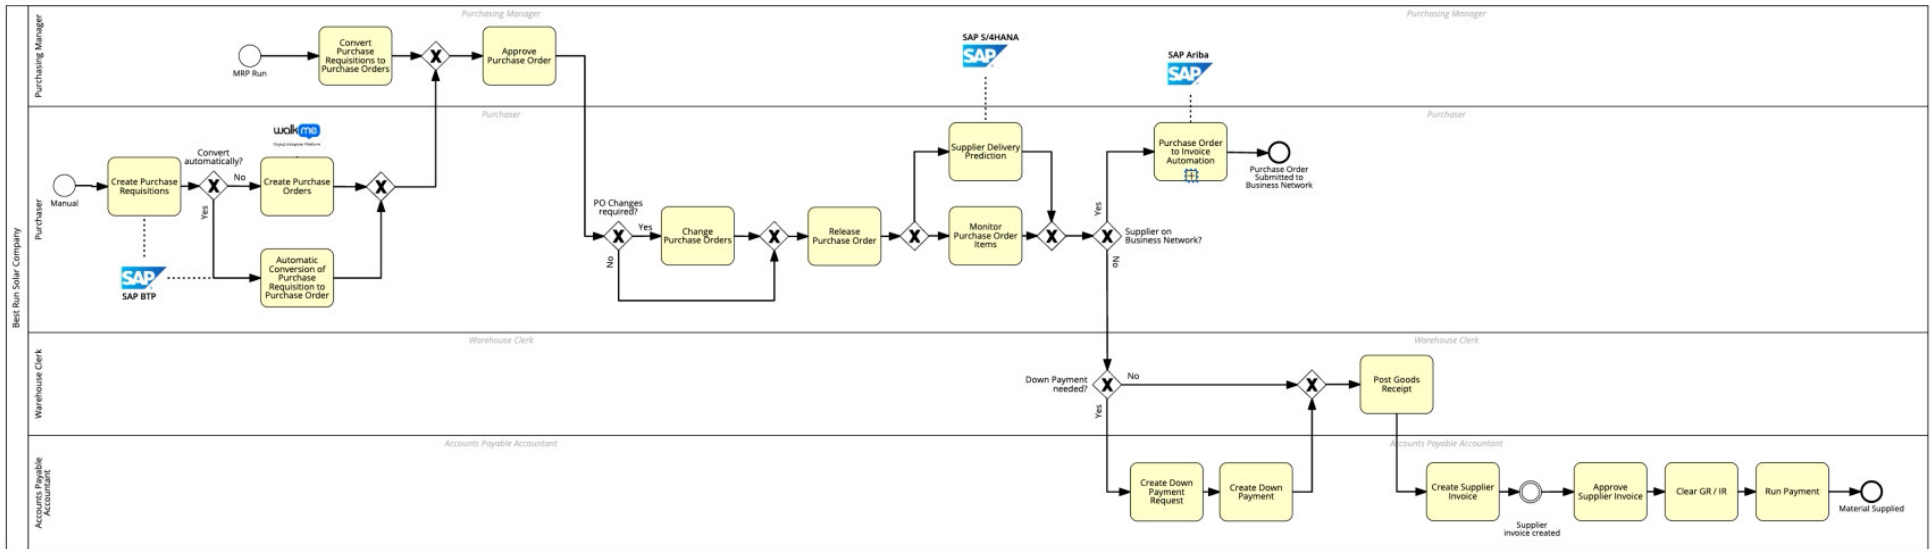 Best Run Solar Company
Purchasing Manager
Purchasing Manager
Purchasing Manager
MRP Run
Convert
Purchase
Requisitions to
Purchase Orders
X
Approve
Purchase Order
SAP S/4HANA
SAP
SAP Ariba
SAP
Purchaser
Purchaser
Purchaser
Manual
Create Purchase
Requisitions
Convert
automatically?
X
No
Yes
walkme
Digital Adoption Platform
Create Purchase
Orders
X
SAP
SAP BTP
Automatic
Conversion of
Purchase
Requisition to
Purchase Order
PO Changes
required?
X
Yes
No
Change
Purchase Orders
X
Release
Purchase Order
X
Supplier Delivery
Prediction
Monitor
Purchase Order
Items
X
X
Supplier on
Business Network?
Yes
No
Purchase Order
to Invoice
Automation
Purchase Order
Submitted to
Business Network
Warehouse Clerk
Warehouse Clerk
Warehouse Clerk
Down Payment
needed?
X
No
Yes
X
Post Goods
Receipt
Accounts Payable
Accountant
Accounts Payable Accountant
Accounts Payable Accountant
Create Down
Payment
Request
Create Down
Payment
Create Supplier
Invoice
Supplier
invoice created
Approve
Supplier Invoice
Clear GR / IR
Run Payment
Material Supplied